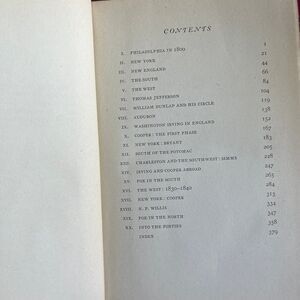 CONTENTS
I. PHILADELPHIA IN 1800 1
II. NEW YORK 21
III. NEW ENGLAND 44
IV. THE SOUTH 66
V. THE WEST 84
VI. THOMAS JEFFERSON 104
VII. WILLIAM DUNLAP AND HIS CIRCLE 119
VIII. AUDUBON 138
IX. WASHINGTON IRVING IN ENGLAND 152
X. COOPER: THE FIRST PHASE 167
XI. NEW YORK: BRYANT 183
XII. SOUTH OF THE POTOMAC 206
XIII. CHARLESTON AND THE SOUTHWEST: SIMMS 228
XIV. IRVING AND COOPER ABROAD 247
XV. POE IN THE SOUTH 265
XVI. THE WEST: 1830-1840 284
XVII. NEW YORK: COOPER 313
XVIII. N. P. WILLIS 334
XIX. POE IN THE NORTH 347
XX. INTO THE FORTIES 358
INDEX 379